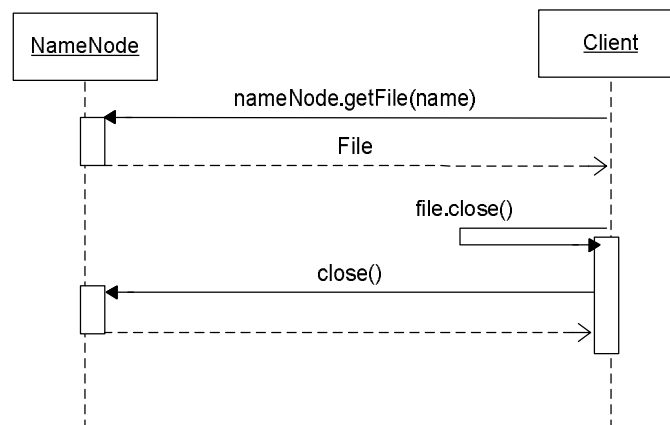 NameNode
Client
nameNode.getFile(name)
File
file.close()
close()